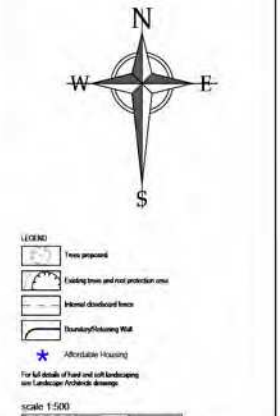 N
W E
S
LEGEND
Trees proposed
Existing trees and root protection area
Internal closeboard fence
Boundary/Retaining Wall
Affordable Housing
For full details of hard and soft landscaping
see Landscape Architects drawings
scale 1:500